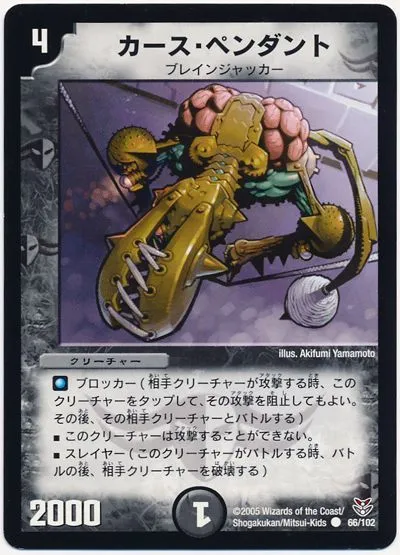 4
カース・ペンダント
ブレインジャッカー
illus. Akifumi Yamamoto
クリーチャー
ブロッカー(相手クリーチャーが攻撃する時、この
クリーチャーをタップして、その攻撃を阻止してもよい。
その後、その相手クリーチャーとバトルする)
■ このクリーチャーは攻撃することができない。
■ スレイヤー(このクリーチャーがバトルする時、バト
ルの後、相手クリーチャーを破壊する)
2000
1
©2005 Wizards of the Coast/
Shogakukan/Mitsui-Kids ● 66/102